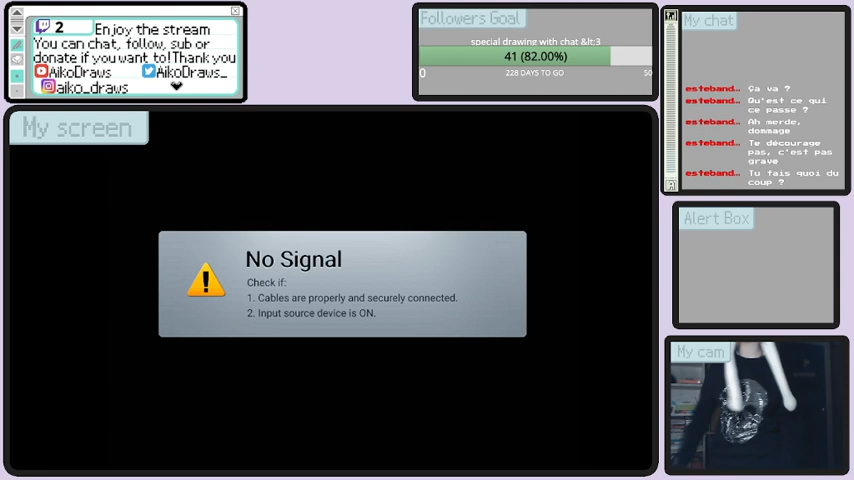 2 Enjoy the stream
You can chat, follow, sub or
donate if you want to! Thank you
AikoDraws AikoDraws_
aiko_draws
Followers Goal
special drawing with chat &lt;3
41 (82.00%)
0 228 DAYS TO GO 50
My chat
esteband… Ça va ?
esteband… Qu'est ce qui
ce passe ?
esteband… Ah merde,
dommage
esteband… Te décourage
pas, c'est pas
grave
esteband… Tu fais quoi du
coup ?
My screen
No Signal
Check if:
1. Cables are properly and securely connected.
2. Input source device is ON.
Alert Box
My cam